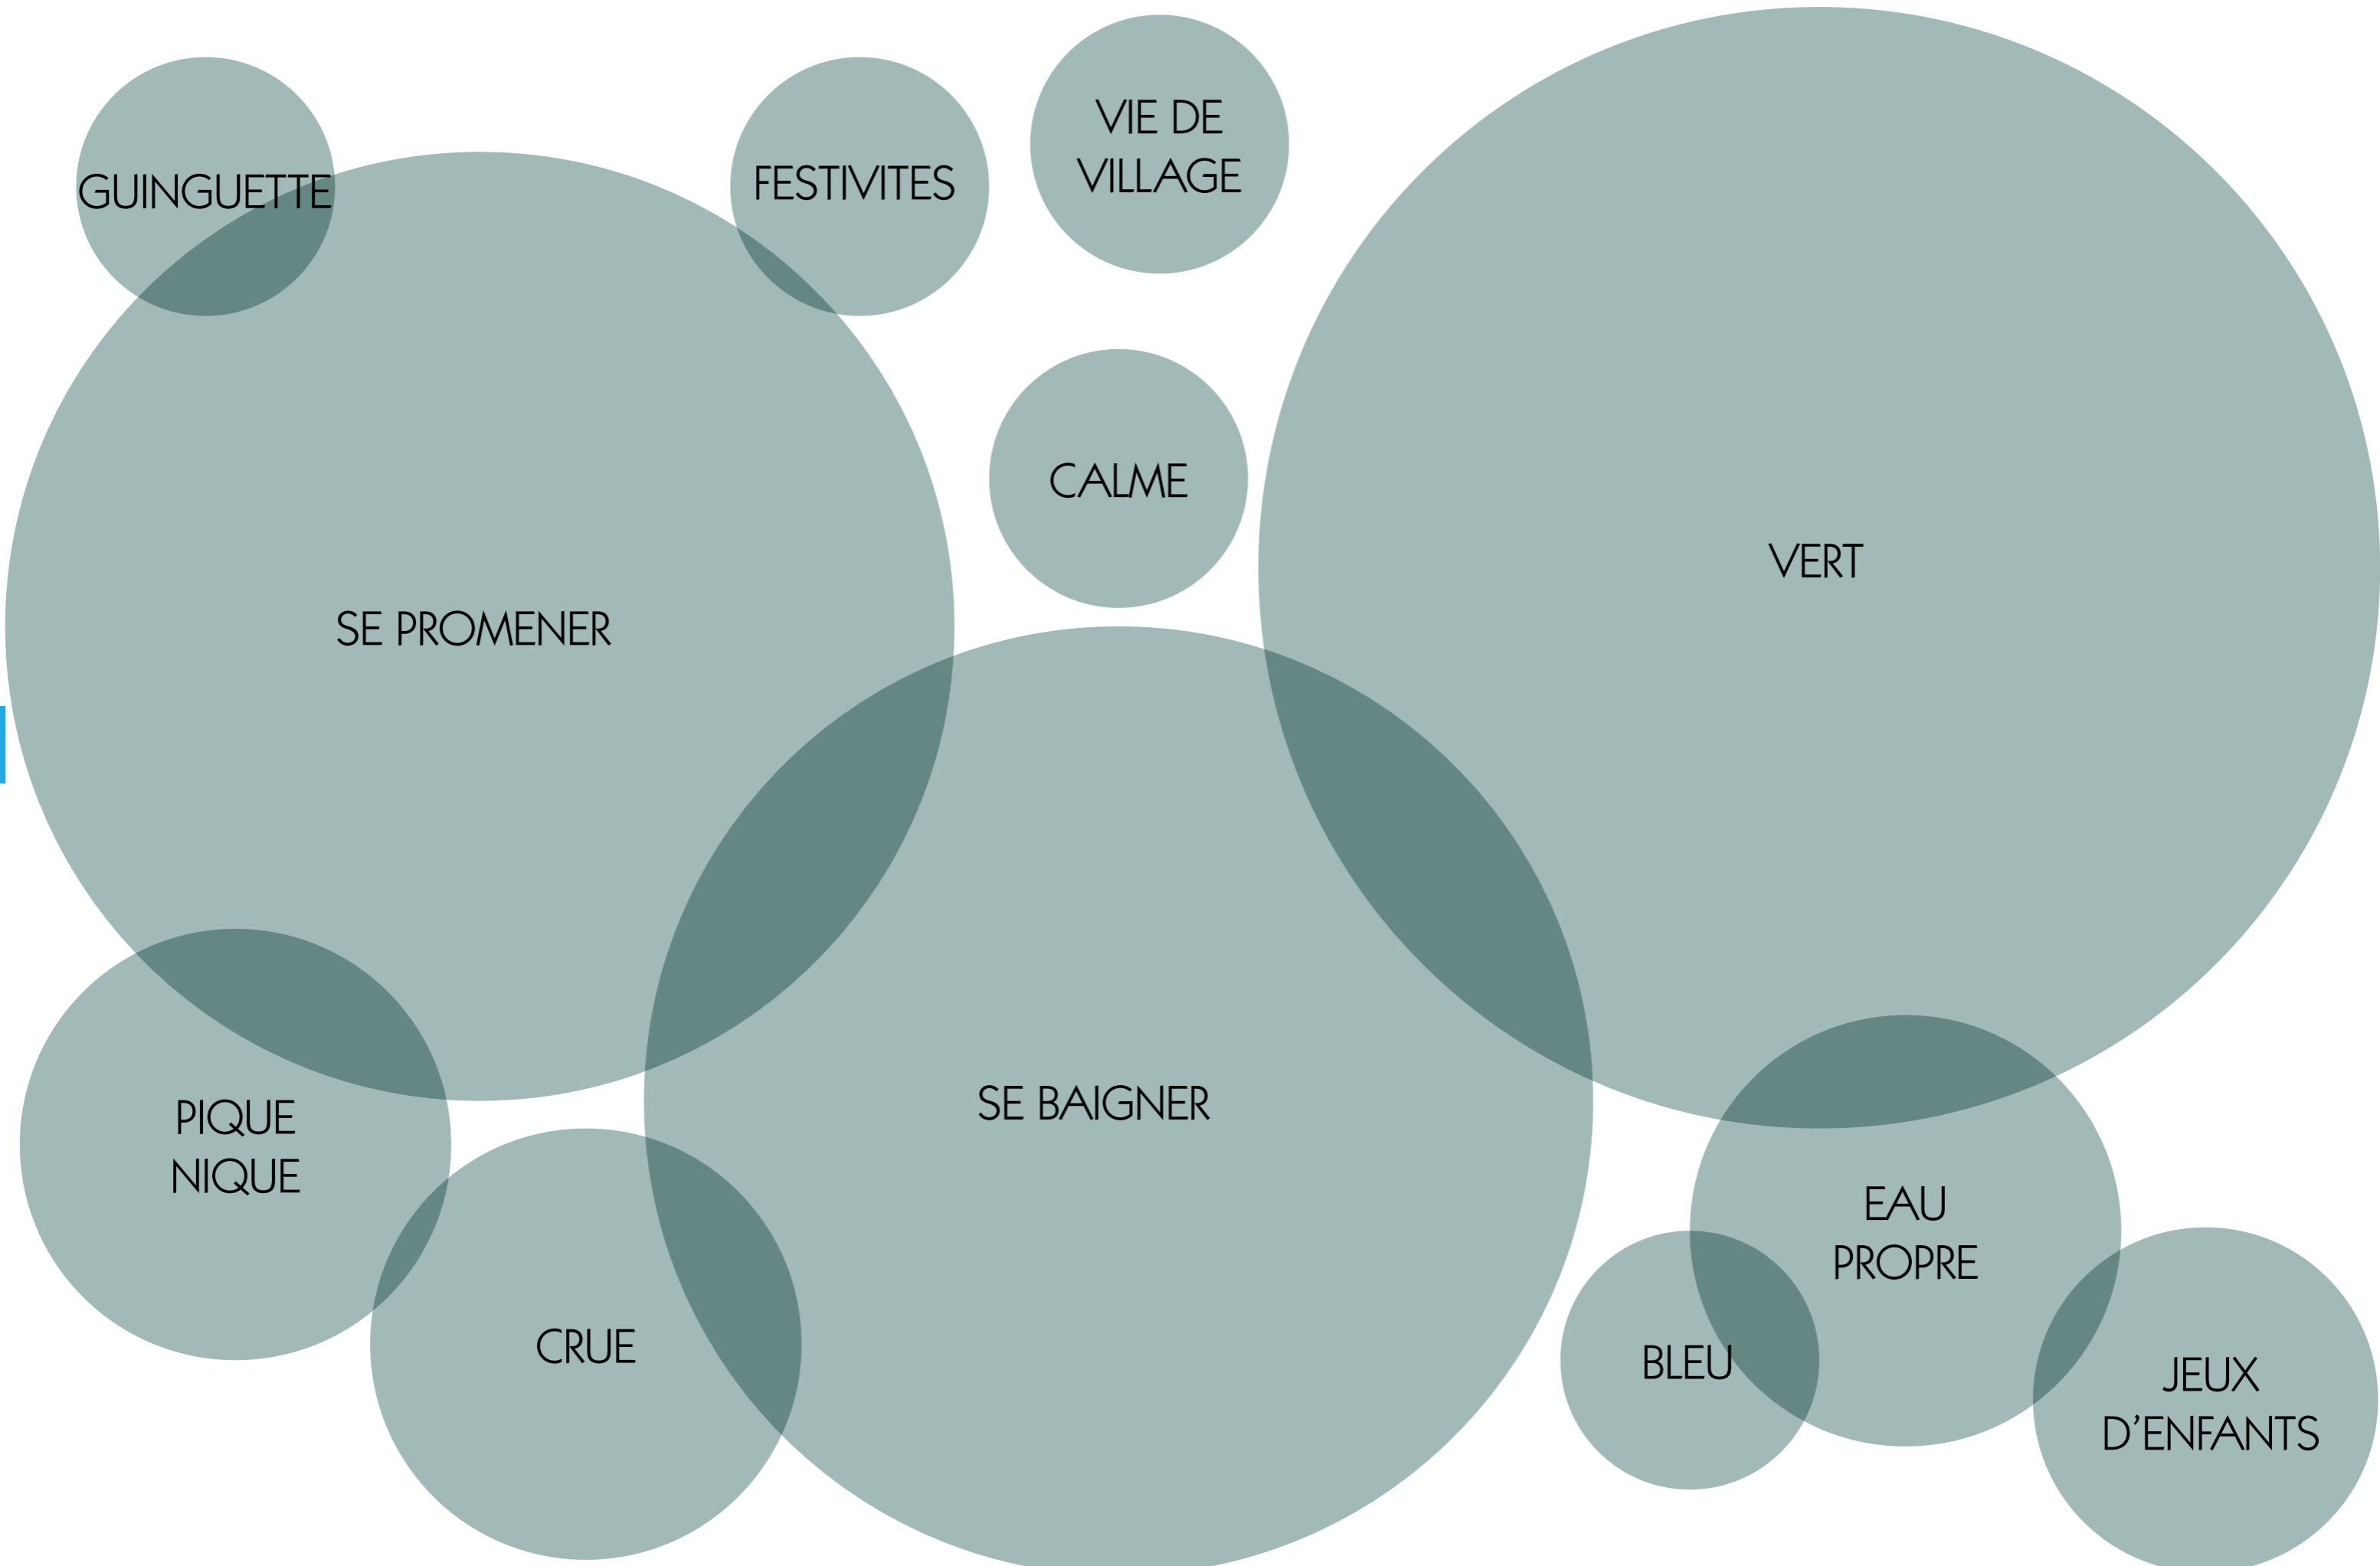 GUINGUETTE
FESTIVITES
VIE DE
VILLAGE
CALME
VERT
SE PROMENER
SE BAIGNER
PIQUE
NIQUE
CRUE
EAU
PROPRE
BLEU
JEUX
D'ENFANTS